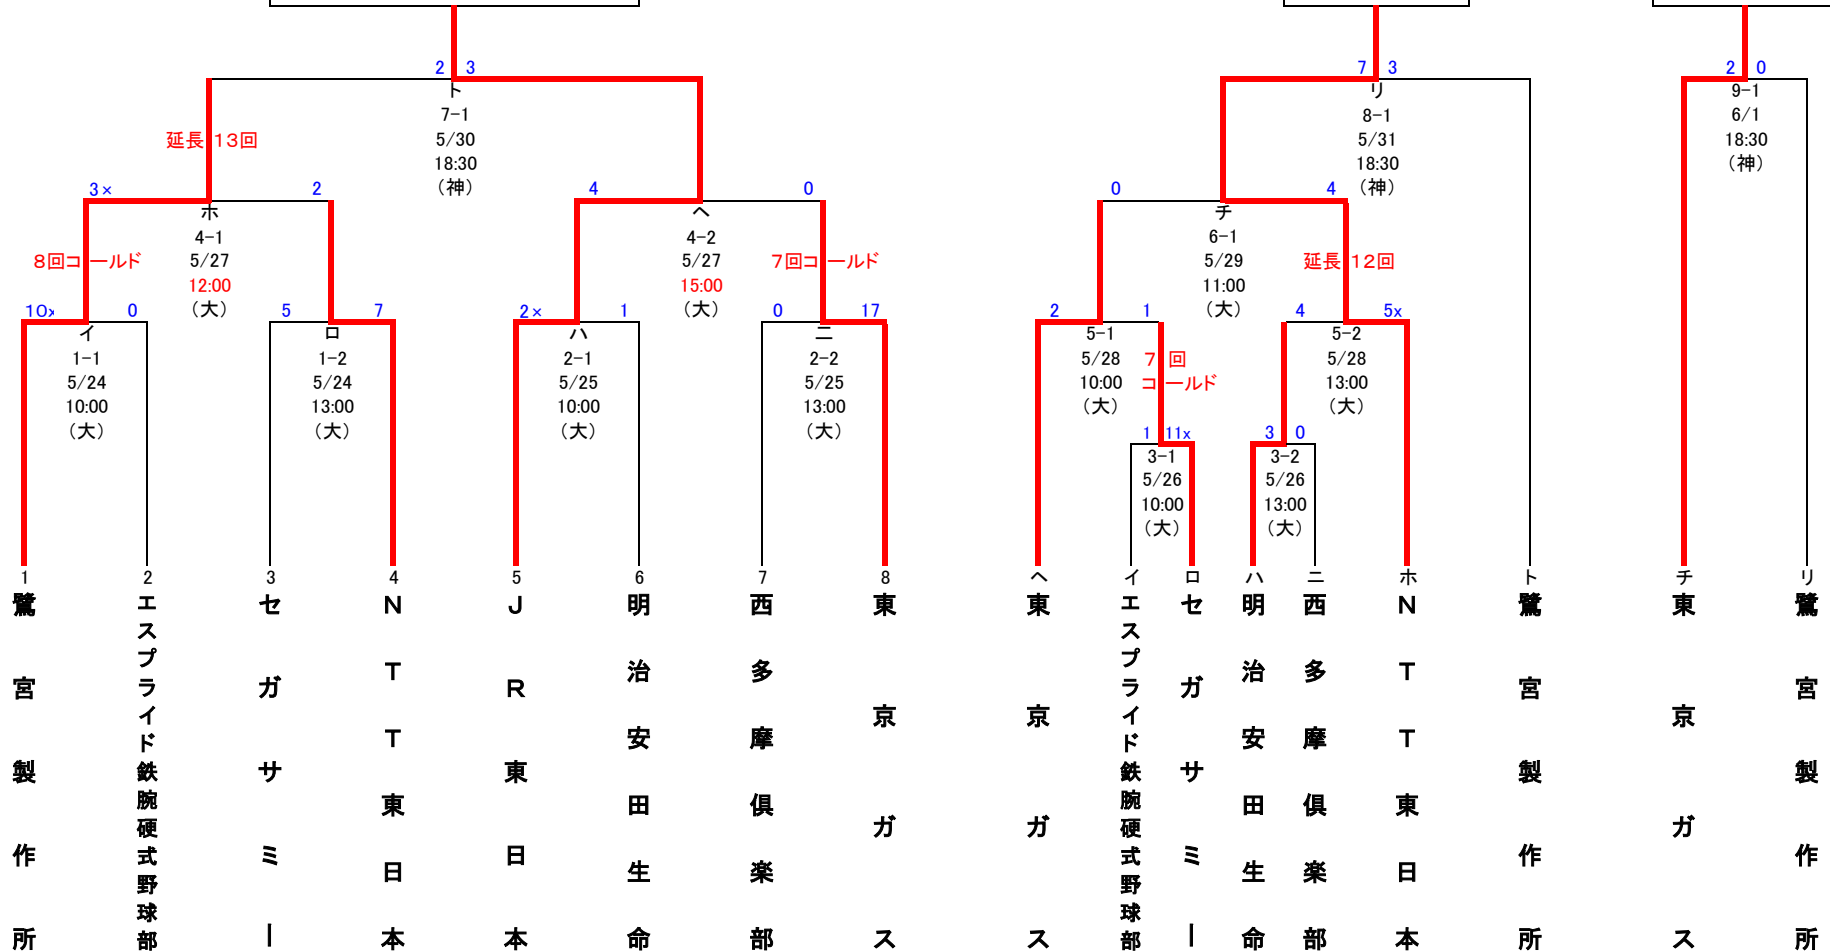 2 3
ト
7-1
5/30
18:30
（神）
延長 13回
3× 2
ホ
4-1
5/27
12:00
（大）
4 0
ヘ
4-2
5/27
15:00
（大）
8回コールド
7回コールド
10x 0
イ
1-1
5/24
10:00
（大）
5 7
ロ
1-2
5/24
13:00
（大）
2× 1
ハ
2-1
5/25
10:00
（大）
0 17
ニ
2-2
5/25
13:00
（大）
1
鷺宮製作所
2
エスプライド鉄腕硬式野球部
3
セガサミー
4
NTT東日本
5
JR東日本
6
明治安田生命
7
西多摩倶楽部
8
東京ガス
7 3
リ
8-1
5/31
18:30
（神）
0 4
チ
6-1
5/29
11:00
（大）
延長 12回
2 1
5-1
5/28
10:00
（大）
7回
コールド
4 5x
5-2
5/28
13:00
（大）
1 11x
3-1
5/26
10:00
（大）
3 0
3-2
5/26
13:00
（大）
ヘ
東京ガス
イ
エスプライド鉄腕硬式野球部
ロ
セガサミー
ハ
明治安田生命
ニ
西多摩倶楽部
ホ
NTT東日本
ト
鷺宮製作所
2 0
9-1
6/1
18:30
（神）
チ
東京ガス
リ
鷺宮製作所